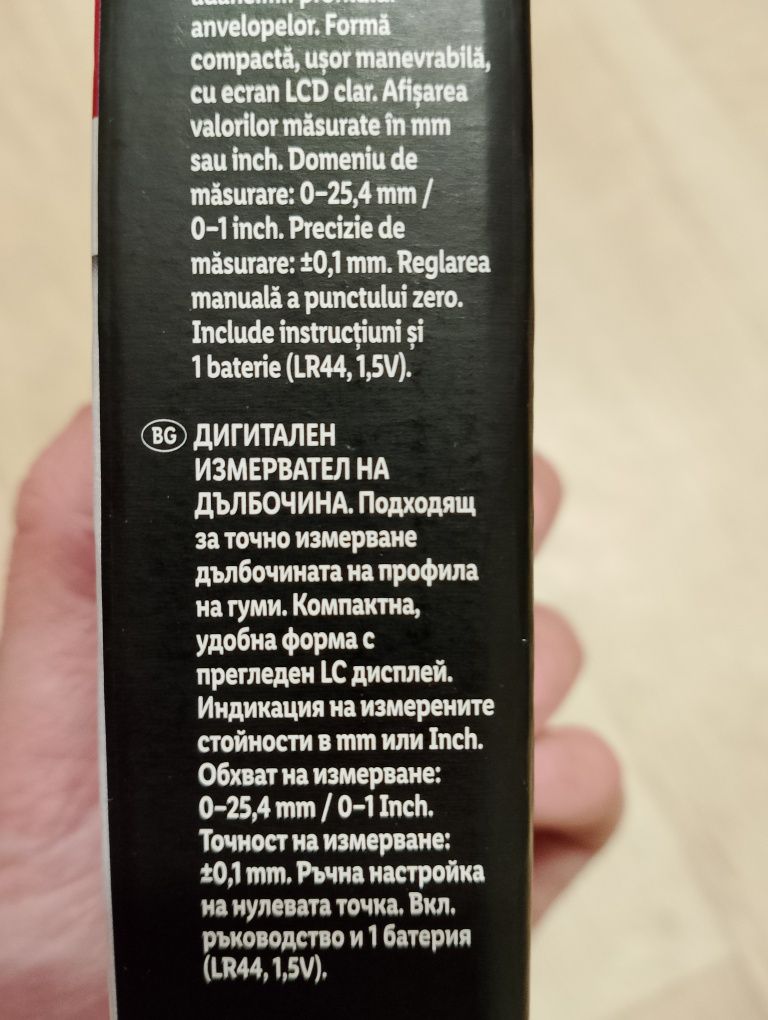 anvelopelor. Formă
compactă, ușor manevrabilă,
cu ecran LCD clar. Afișarea
valorilor măsurate în mm
sau inch. Domeniu de
măsurare: 0–25,4 mm /
0–1 inch. Precizie de
măsurare: ±0,1 mm. Reglarea
manuală a punctului zero.
Include instrucțiuni și
1 baterie (LR44, 1,5V).
BG ДИГИТАЛЕН
ИЗМЕРВАТЕЛ НА
ДЪЛБОЧИНА. Подходящ
за точно измерване
дълбочината на профила
на гуми. Компактна,
удобна форма с
прегледен LC дисплей.
Индикация на измерените
стойности в mm или Inch.
Обхват на измерване:
0–25,4 mm / 0–1 Inch.
Точност на измерване:
±0,1 mm. Ръчна настройка
на нулевата точка. Вкл.
ръководство и 1 батерия
(LR44, 1,5V).